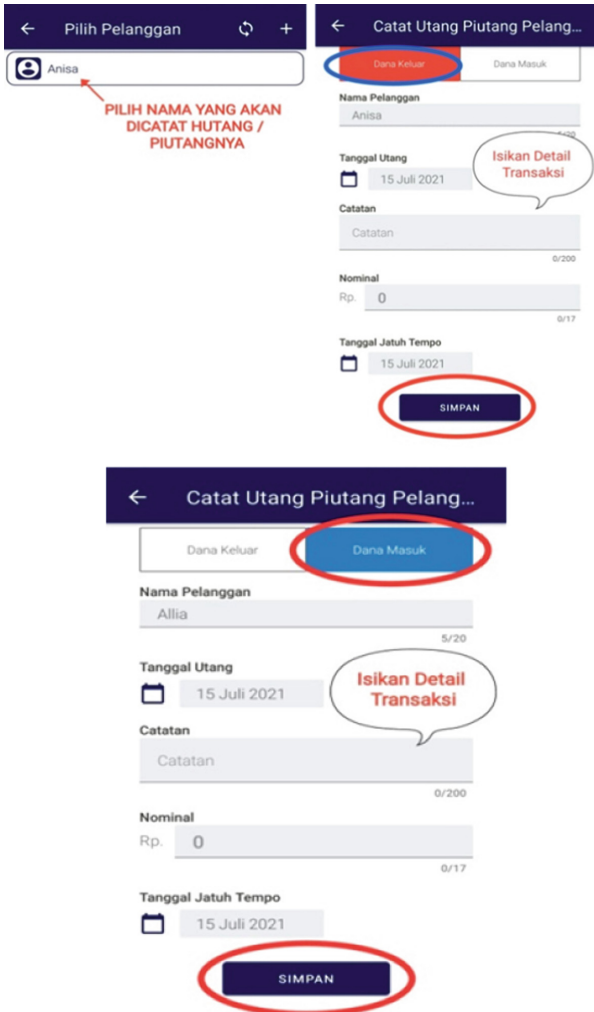 Pilih Pelanggan
Anisa
PILIH NAMA YANG AKAN
DICATAT HUTANG /
PIUTANGNYA
Catat Utang Piutang Pelang...
Dana Keluar
Dana Masuk
Nama Pelanggan
Anisa
Tanggal Utang
15 Juli 2021
Isikan Detail
Transaksi
Catatan
Catatan
0/200
Nominal
Rp. 0
0/17
Tanggal Jatuh Tempo
15 Juli 2021
SIMPAN
Catat Utang Piutang Pelang...
Dana Keluar
Dana Masuk
Nama Pelanggan
Allia
5/20
Tanggal Utang
15 Juli 2021
Isikan Detail
Transaksi
Catatan
Catatan
0/200
Nominal
Rp. 0
0/17
Tanggal Jatuh Tempo
15 Juli 2021
SIMPAN